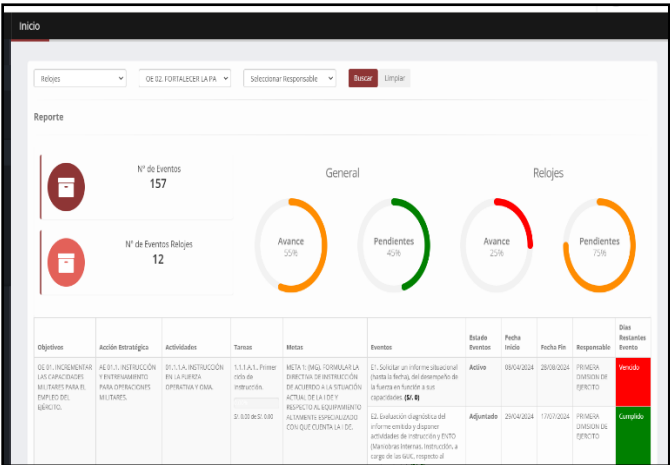 Inicio
Relojes
OE 02. FORTALECER LA PA
Seleccionar Responsable
Buscar
Limpiar
Reporte
N° de Eventos
157
N° de Eventos Relojes
12
General
Relojes
Avance
55%
Pendientes
45%
Avance
25%
Pendientes
75%
Objetivos
Acción Estratégica
Actividades
Tareas
Metas
Eventos
Estado
Eventos
Fecha
Inicio
Fecha Fin
Responsable
Días
Restantes
Evento
OE 01. INCREMENTAR
LAS CAPACIDADES
MILITARES PARA EL
EMPLEO DEL
EJÉRCITO.
AE 01.1. INSTRUCCIÓN
Y ENTRENAMIENTO
PARA OPERACIONES
MILITARES.
01.1.1.A. INSTRUCCIÓN
EN LA FUERZA
OPERATIVA Y OMA.
1.1.1.A.1. Primer
ciclo de
instrucción.
S/. 0.00 de S/. 0.00
META 1: (MG). FORMULAR LA
DIRECTIVA DE INSTRUCCIÓN
DE ACUERDO A LA SITUACIÓN
ACTUAL DE LA I DE Y
RESPECTO AL EQUIPAMIENTO
ALTAMENTE ESPECIALIZADO
CON QUE CUENTA LA I DE.
E1. Solicitar un informe situacional
(hasta la fecha), del desempeño de
la fuerza en función a sus
capacidades. (S/. 0)
Activo
08/04/2024
28/08/2024
PRIMERA
DIVISION DE
EJERCITO
Vencido
E2. Evaluación diagnóstica del
informe emitido y disponer
actividades de instrucción y ENTO
(Maniobras Internas, Instrucción, a
cargo de las GUC, respecto al
Adjuntado
29/04/2024
17/07/2024
PRIMERA
DIVISION DE
EJERCITO
Cumplido